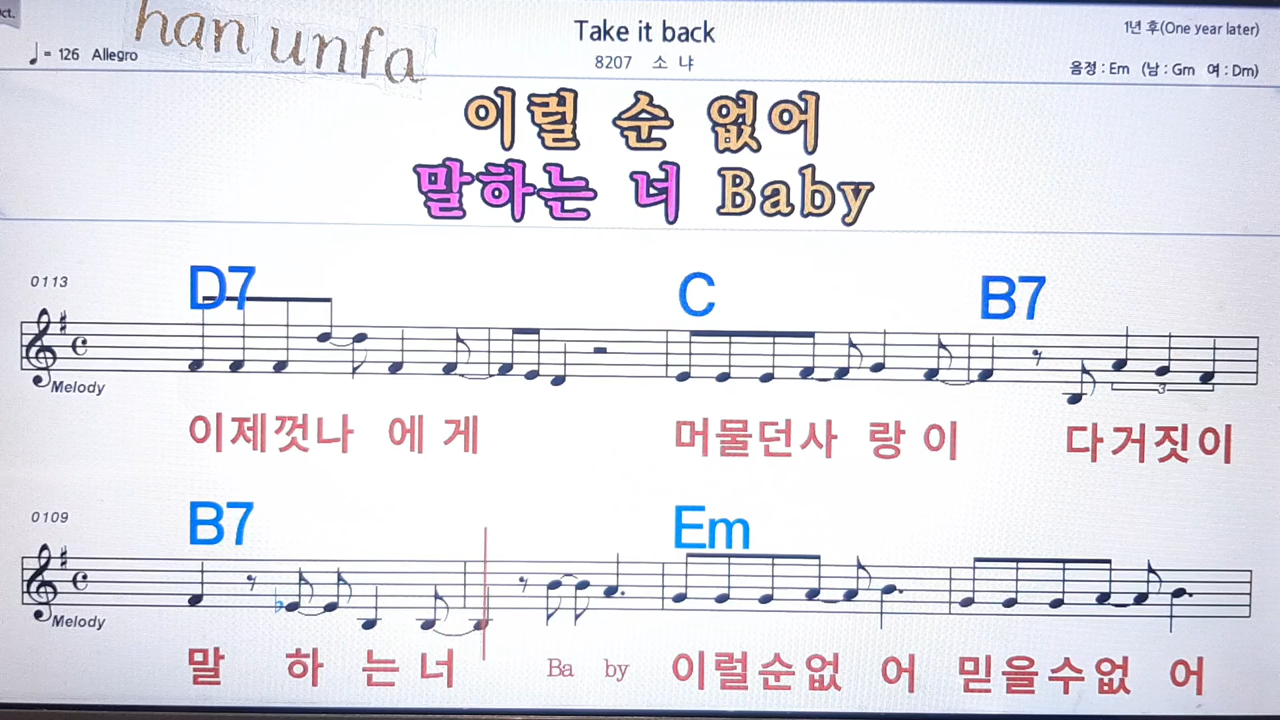 ct.
han unfa
♩ = 126 Allegro
Take it back
8207 소 냐
1년 후(One year later)
음정 : Em (남 : Gm 여 : Dm)
이럴 순 없어
말하는 너 Baby
0113
D7 C B7
Melody
3
이제껏나 에 게 머물던사 랑 이 다거짓이
0109
B7 Em
Melody
말 하 는 너 Ba by 이럴순없 어 믿을수없 어